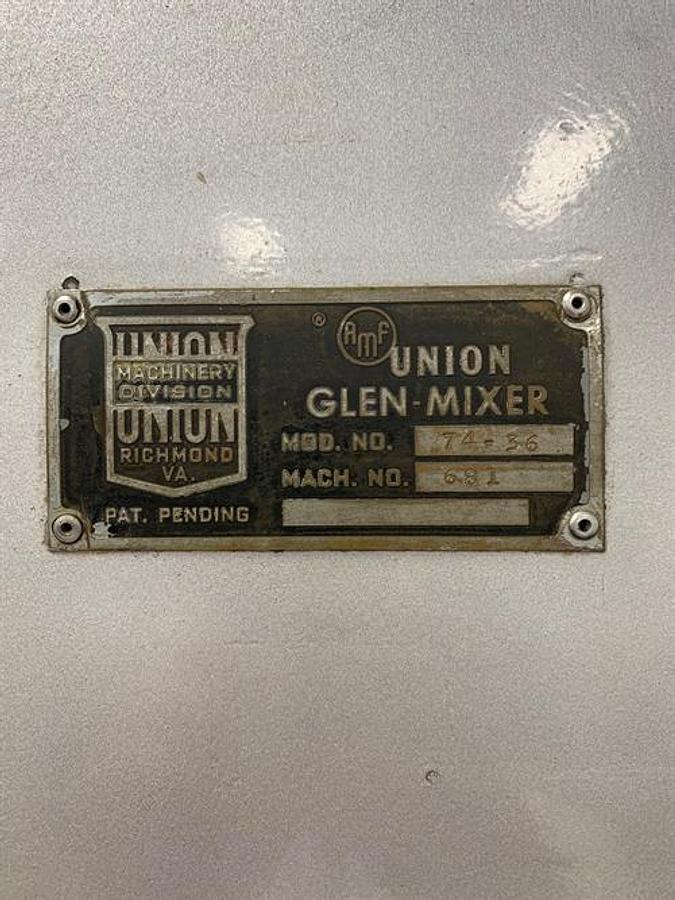 UNION
MACHINERY
DIVISION
UNION
RICHMOND
VA.
PAT. PENDING
® AMF UNION
GLEN-MIXER
MOD. NO. 74-36
MACH. NO. 681